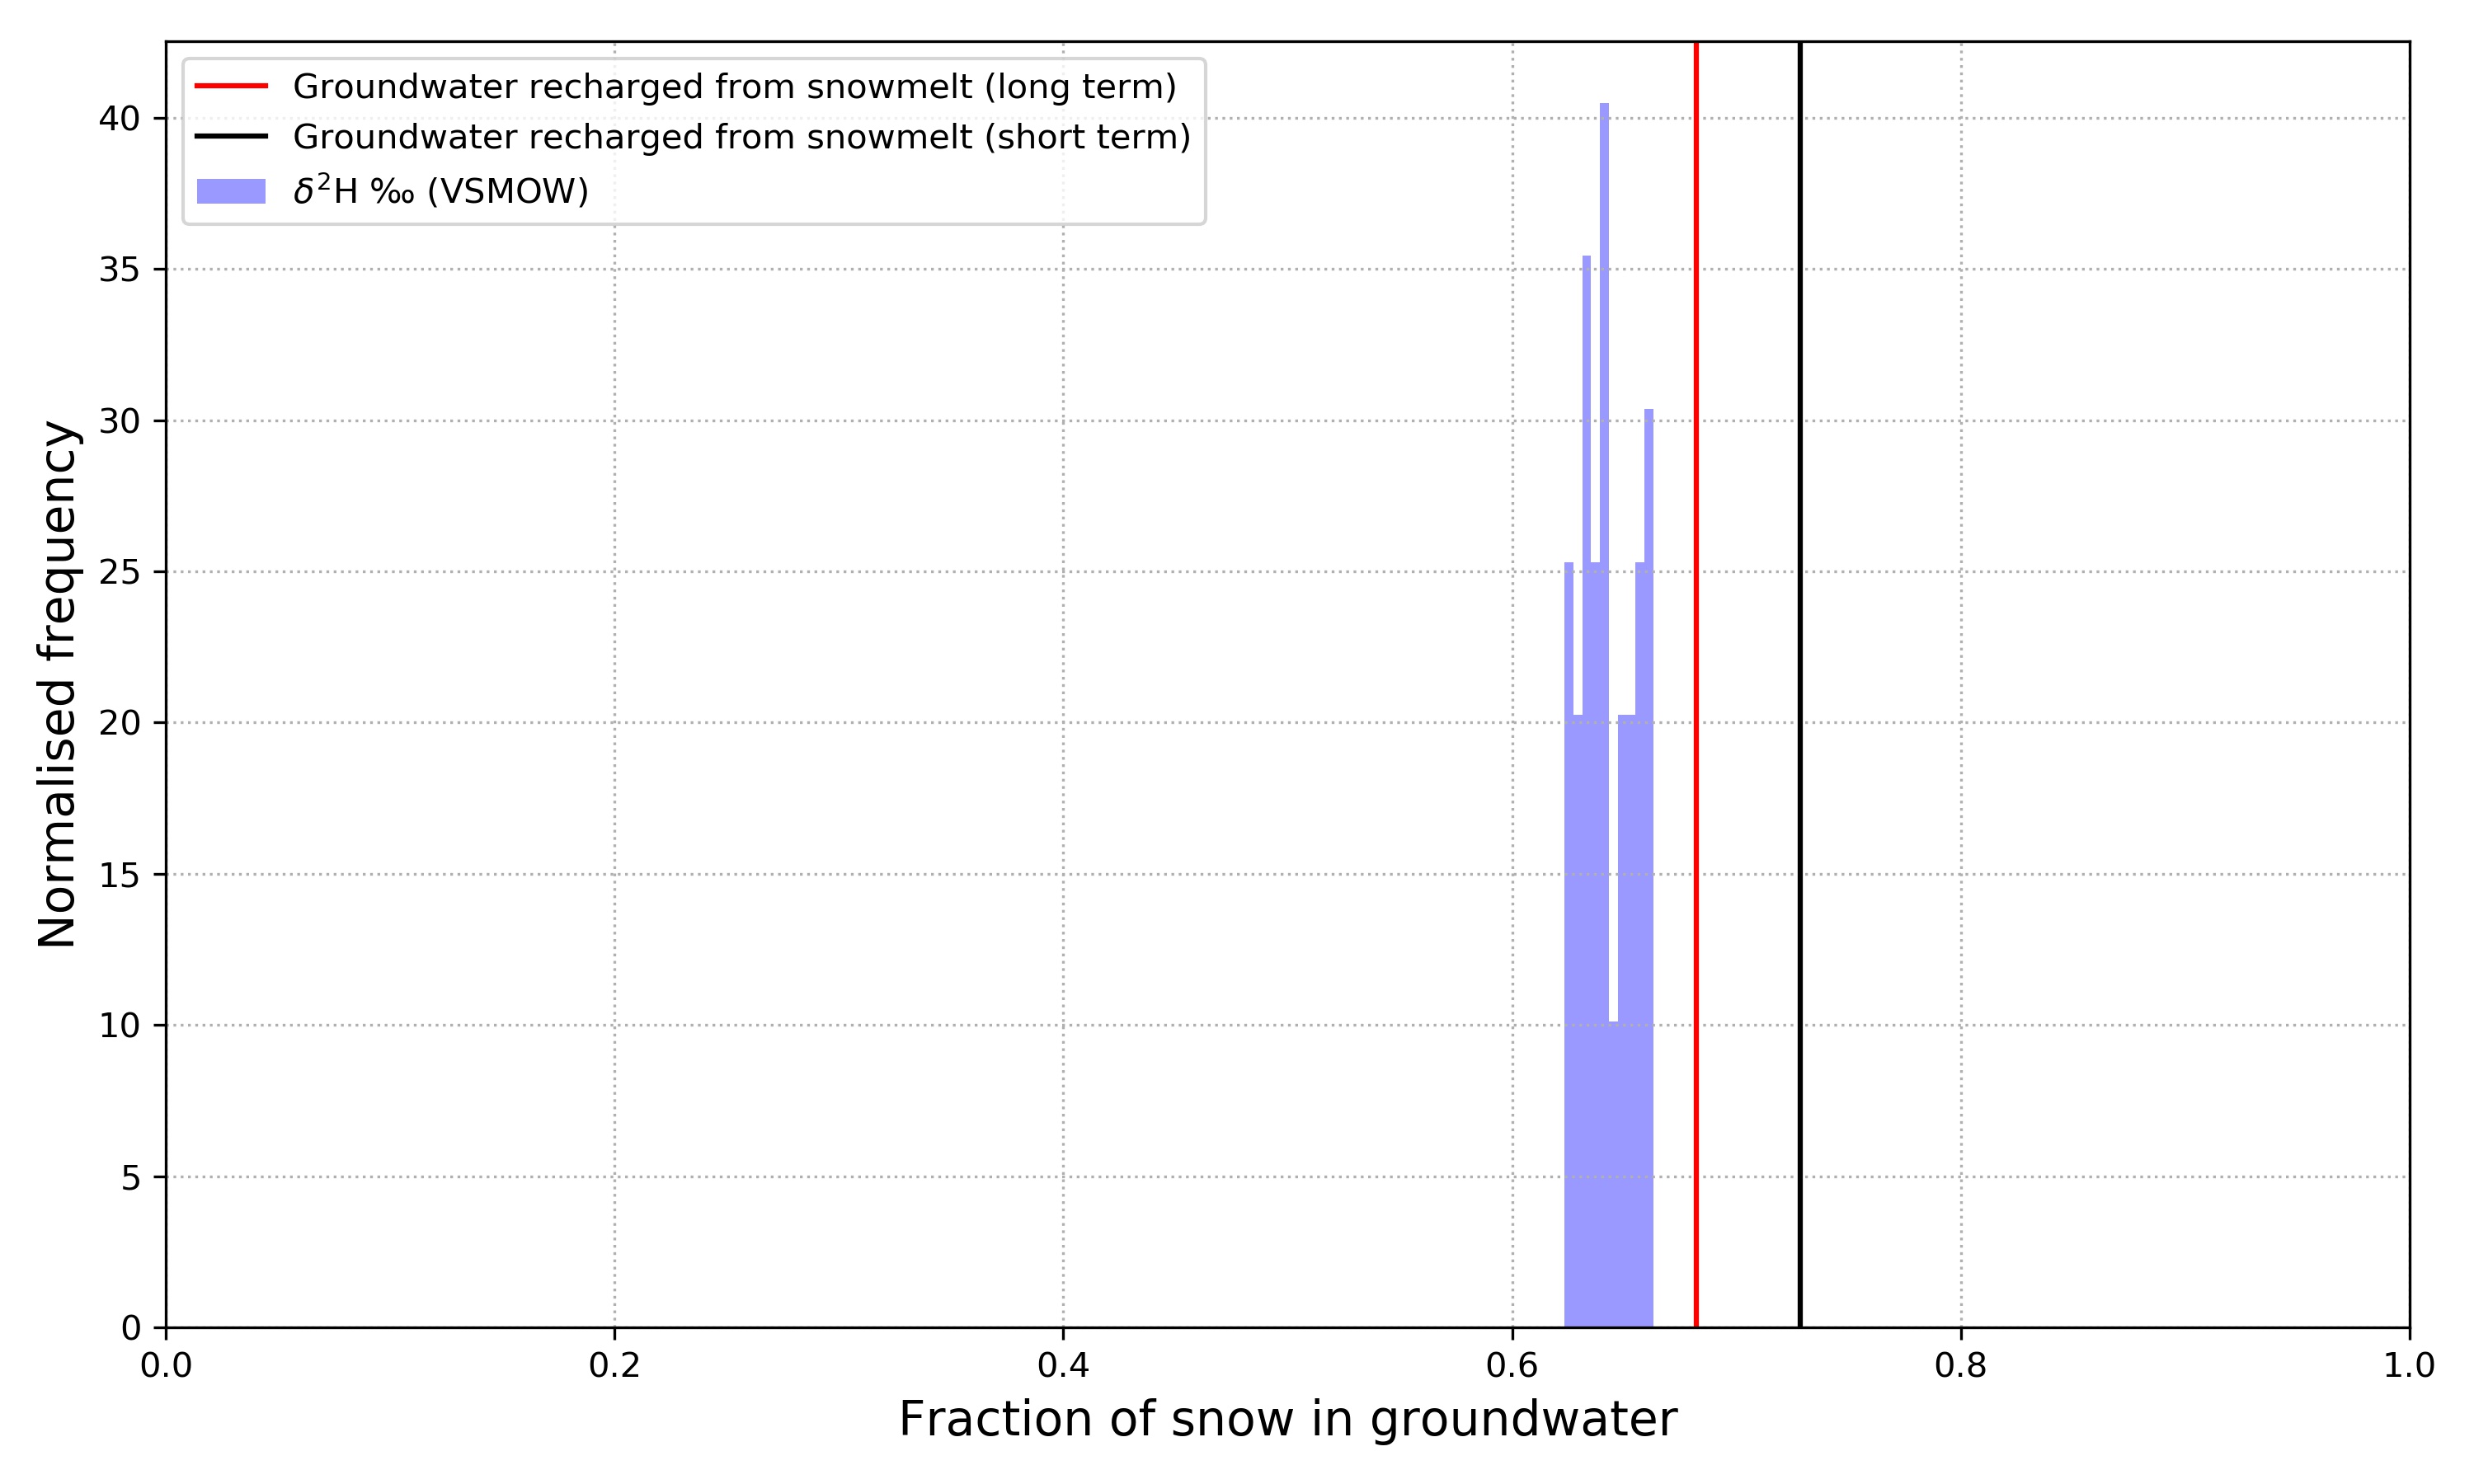 Groundwater recharged from snowmelt (long term)
Groundwater recharged from snowmelt (short term)
δ²H ‰ (VSMOW)
Normalised frequency
40
35
30
25
20
15
10
5
0
0.0 0.2 0.4 0.6 0.8 1.0
Fraction of snow in groundwater